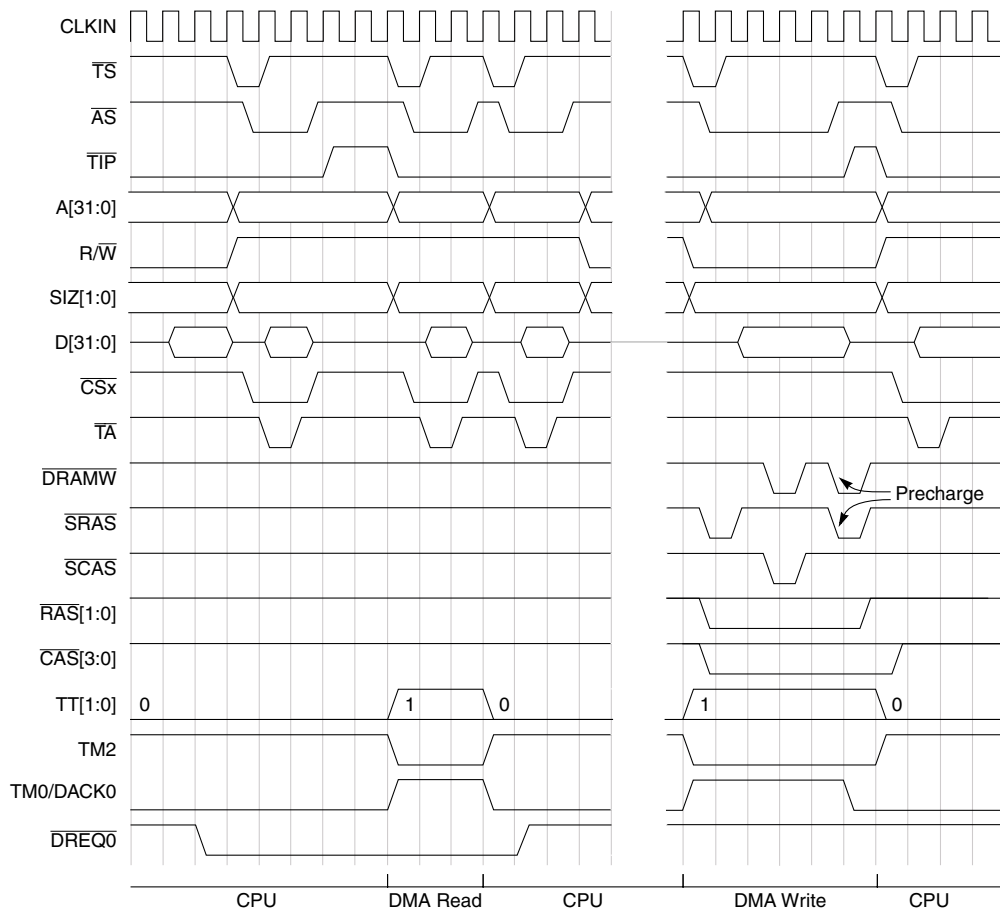 CLKIN
TS
AS
TIP
A[31:0]
R/W
SIZ[1:0]
D[31:0]
CSx
TA
DRAMW
Precharge
SRAS
SCAS
RAS[1:0]
CAS[3:0]
TT[1:0] 0 1 0 1 0
TM2
TM0/DACK0
DREQ0
CPU DMA Read CPU DMA Write CPU